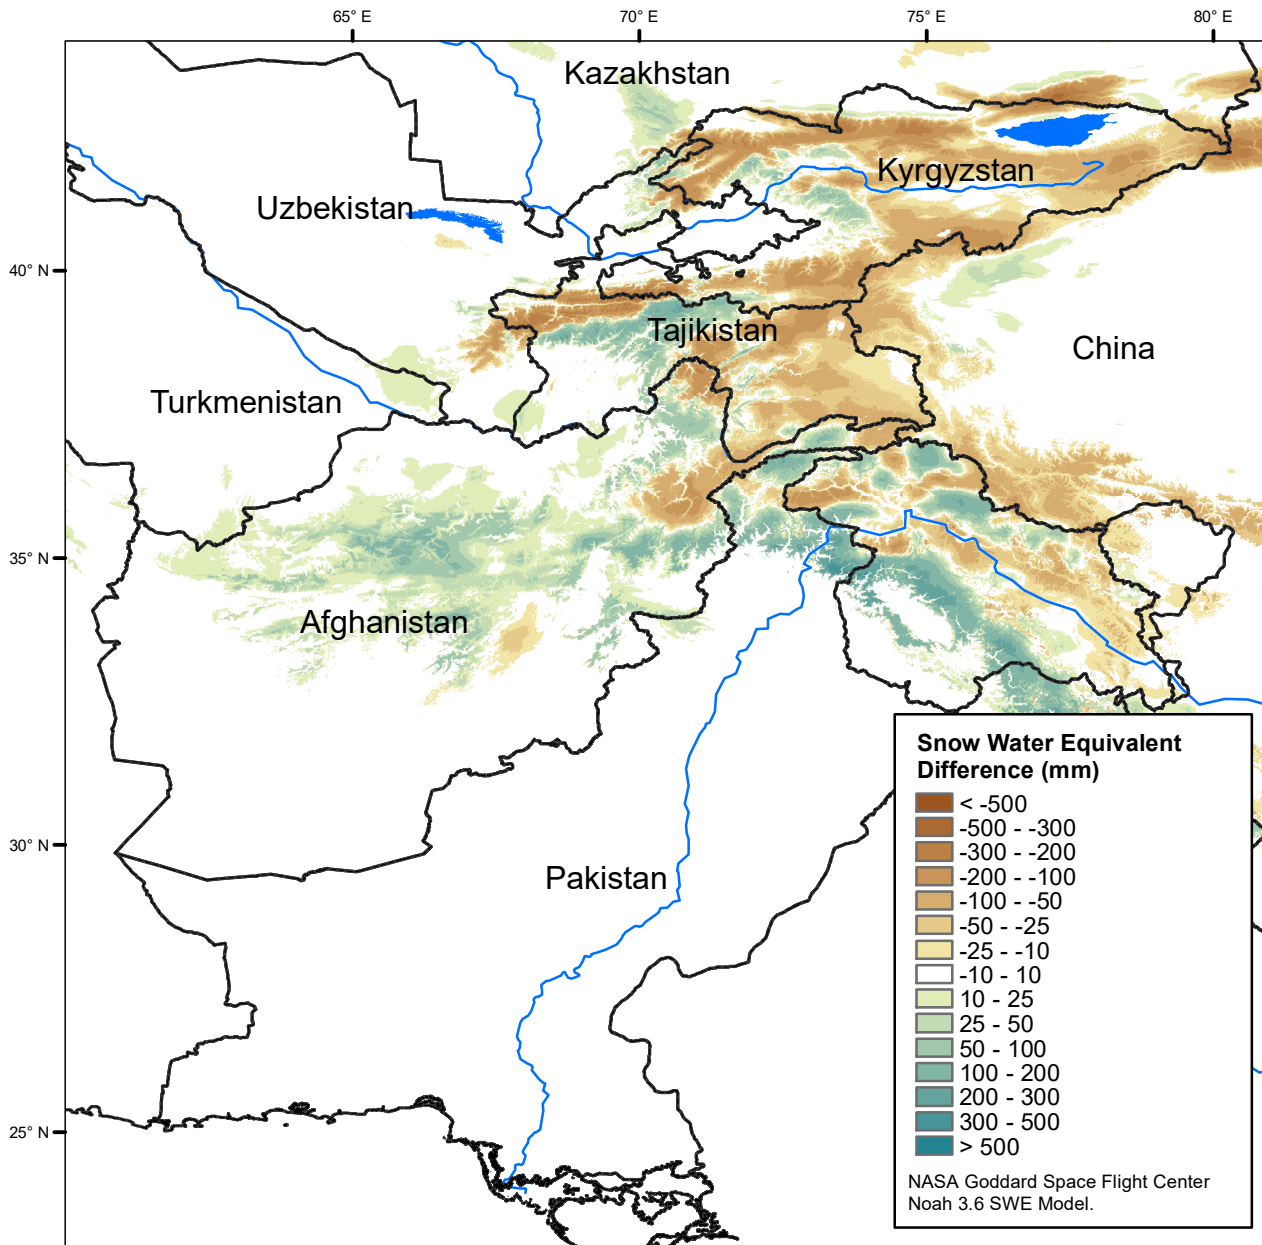 65° E
70° E
75° E
80° E
Kazakhstan
Kyrgyzstan
Uzbekistan
40° N
Tajikistan
China
Turkmenistan
35° N
Afghanistan
Snow Water Equivalent
Difference (mm)
< -500
-500 - -300
-300 - -200
-200 - -100
-100 - -50
-50 - -25
-25 - -10
-10 - 10
10 - 25
25 - 50
50 - 100
100 - 200
200 - 300
300 - 500
> 500
NASA Goddard Space Flight Center
Noah 3.6 SWE Model.
30° N
Pakistan
25° N